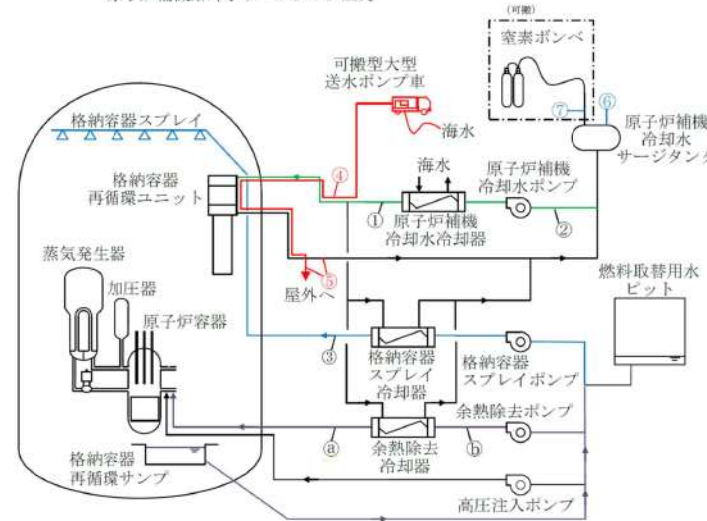 (可搬)
窒素ボンベ
⑦
⑥
原子炉補機
冷却水
サージタンク
可搬型大型
送水ポンプ車
海水
格納容器スプレイ
④
海水
原子炉補機
冷却水ポンプ
格納容器
再循環ユニット
①
原子炉補機
冷却水冷却器
②
⑤
屋外へ
蒸気発生器
加圧器
原子炉容器
燃料取替用水
ピット
③
格納容器
スプレイ
冷却器
格納容器
スプレイポンプ
余熱除去ポンプ
ⓐ
ⓑ
余熱除去
冷却器
格納容器
再循環サンプ
高圧注入ポンプ